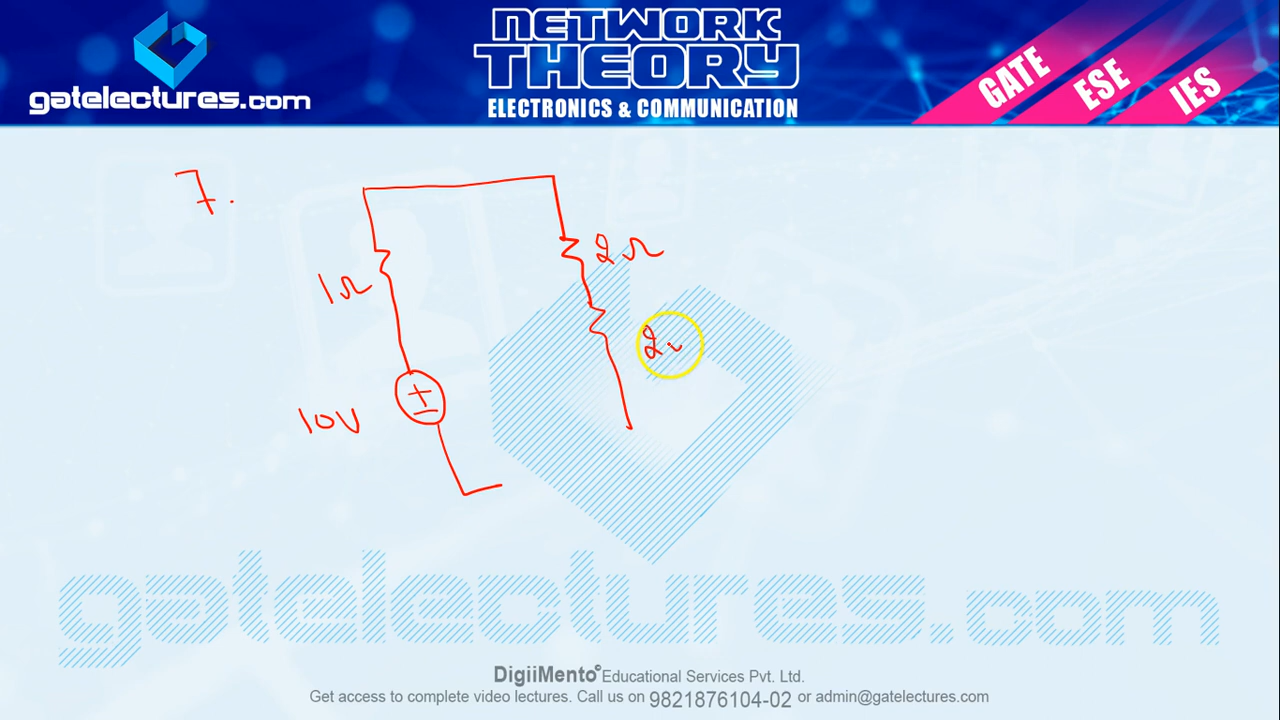 gatelectures.com
NETWORK
THEORY
ELECTRONICS & COMMUNICATION
GATE
ESE
IES
7.
2Ω
1Ω
10V
gatelectures.com
DigiiMento© Educational Services Pvt. Ltd.
Get access to complete video lectures. Call us on 9821876104-02 or admin@gatelectures.com